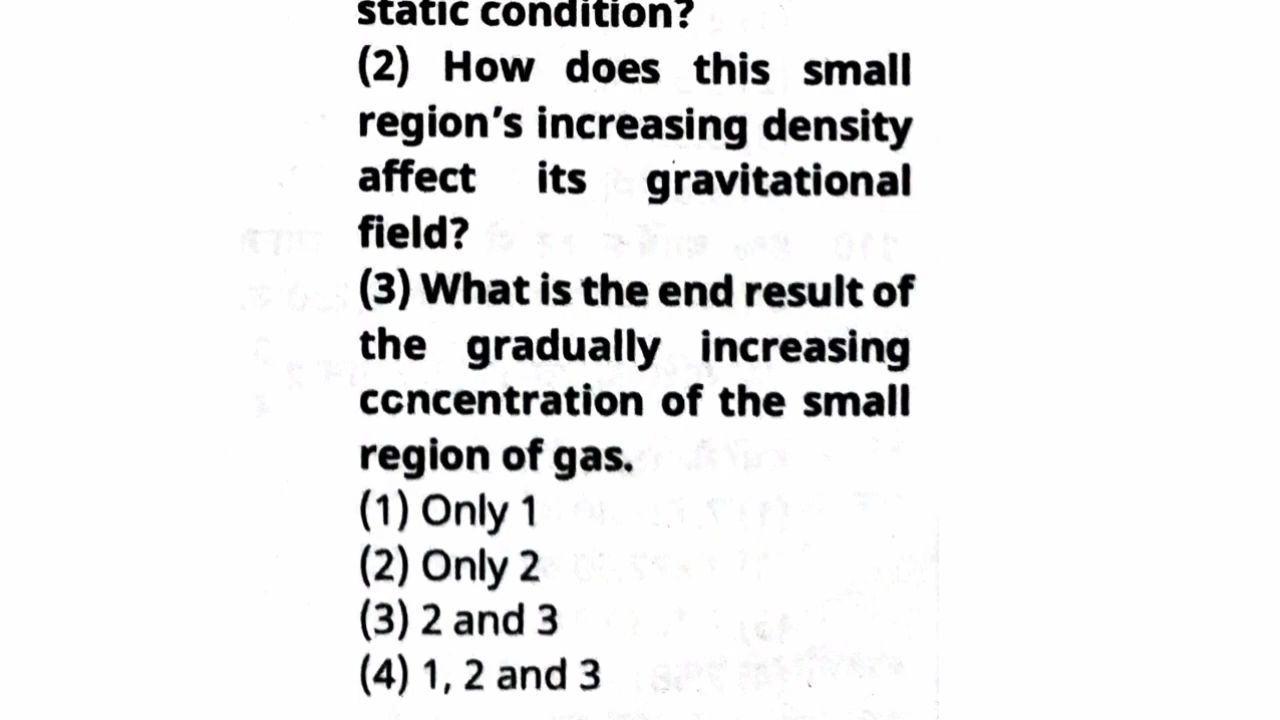 static condition?
(2) How does this small
region's increasing density
affect its gravitational
field?
(3) What is the end result of
the gradually increasing
concentration of the small
region of gas.
(1) Only 1
(2) Only 2
(3) 2 and 3
(4) 1, 2 and 3